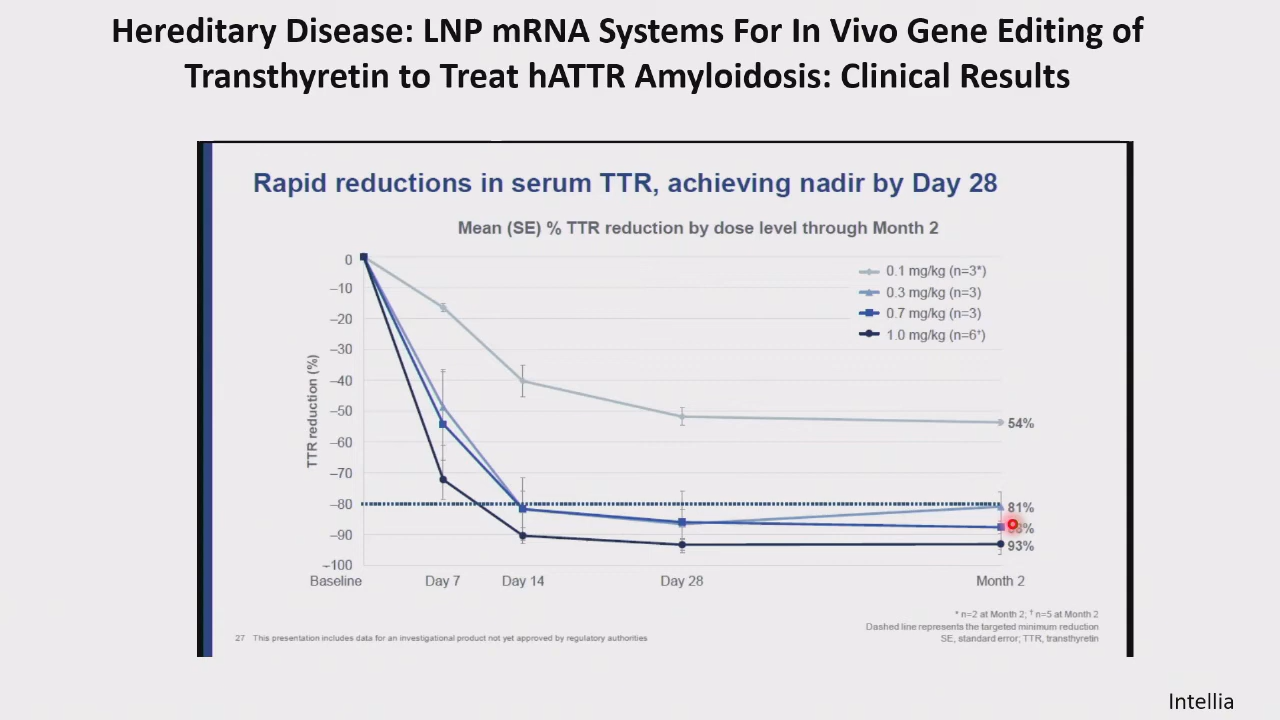 Hereditary Disease: LNP mRNA Systems For In Vivo Gene Editing of
Transthyretin to Treat hATTR Amyloidosis: Clinical Results
Rapid reductions in serum TTR, achieving nadir by Day 28
Mean (SE) % TTR reduction by dose level through Month 2
0.1 mg/kg (n=3*)
0.3 mg/kg (n=3)
0.7 mg/kg (n=3)
1.0 mg/kg (n=6†)
TTR reduction (%)
0
–10
–20
–30
–40
–50
–60
–70
–80
–90
–100
54%
81%
93%
Baseline
Day 7
Day 14
Day 28
Month 2
* n=2 at Month 2; † n=5 at Month 2
Dashed line represents the targeted minimum reduction
SE, standard error; TTR, transthyretin
27 This presentation includes data for an investigational product not yet approved by regulatory authorities
Intellia